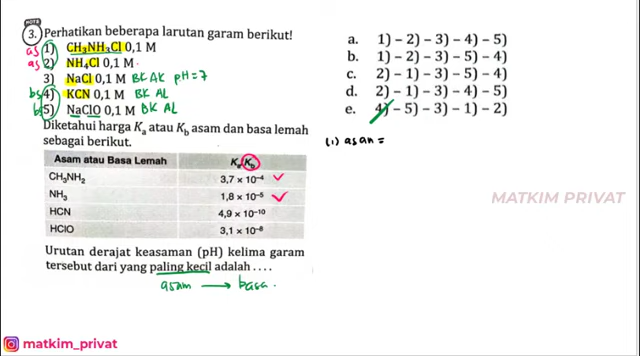 NOTE
3. Perhatikan beberapa larutan garam berikut!
as 1) CH₃NH₃Cl 0,1 M
as 2) NH₄Cl 0,1 M
3) NaCl 0,1 M BK AK pH=7
bs 4) KCN 0,1 M BK AL
bs 5) NaClO 0,1 M BK AL
Diketahui harga Kₐ atau K_b asam dan basa lemah
sebagai berikut.
Asam atau Basa Lemah Kₐ/K_b
CH₃NH₂ 3,7 × 10⁻⁴ ✓
NH₃ 1,8 × 10⁻⁵ ✓
HCN 4,9 × 10⁻¹⁰
HClO 3,1 × 10⁻⁸
Urutan derajat keasaman (pH) kelima garam
tersebut dari yang paling kecil adalah . . . .
asam → basa.
a. 1) – 2) – 3) – 4) – 5)
b. 1) – 2) – 3) – 5) – 4)
c. 2) – 1) – 3) – 5) – 4)
d. 2) – 1) – 3) – 4) – 5)
e. 4) – 5) – 3) – 1) – 2)
(1) asam =
MATKIM PRIVAT
matkim_privat